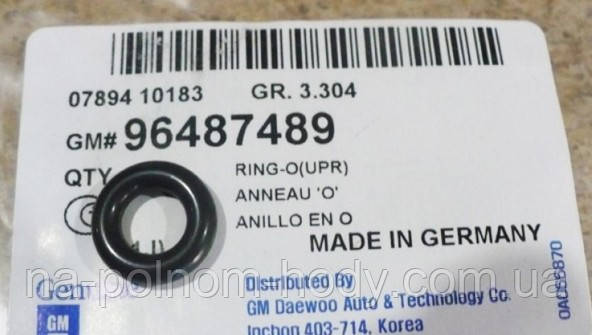 07894 10183 GR. 3.304
GM# 96487489
QTY RING-O(UPR)
ANNEAU 'O'
ANILLO EN O
MADE IN GERMANY
na-polnom-hody.com.ua
Distributed By
GM Daewoo Auto & Technology Co.
GM Inchon 403-714, Korea